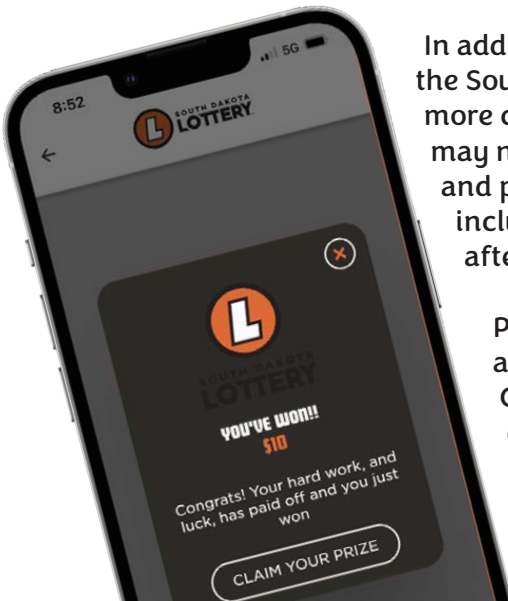 8:52
5G
SOUTH DAKOTA
LOTTERY
L
SOUTH DAKOTA
LOTTERY
YOU'VE WON!!
$10
Congrats! Your hard work, and
luck, has paid off and you just
won
CLAIM YOUR PRIZE
In add
the Sou
more
may
and p
inclu
afte
P
a